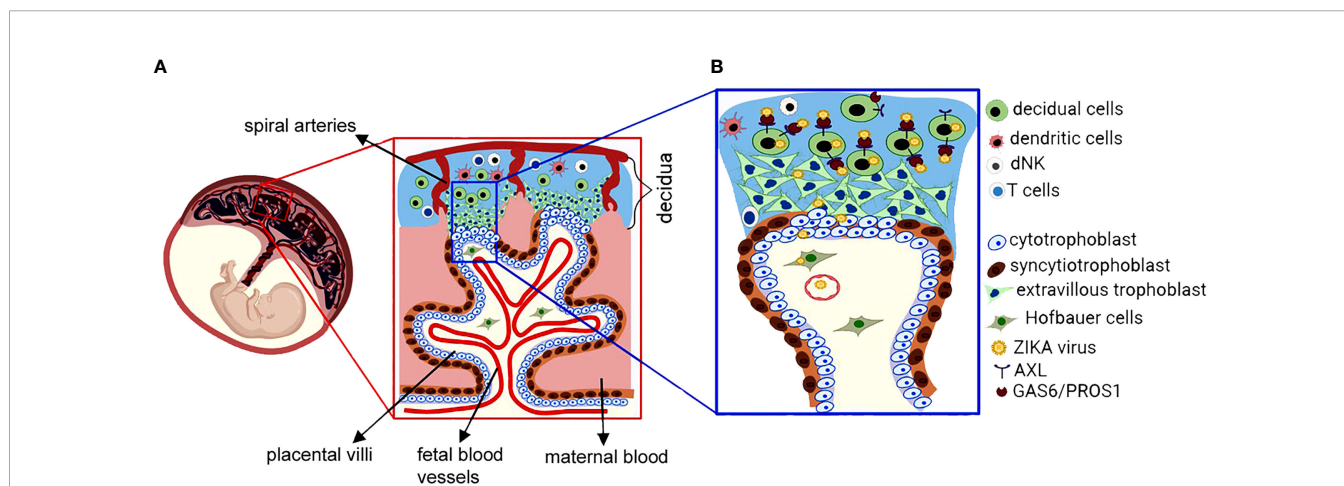 A
B
spiral arteries
decidua
placental villi
fetal blood
vessels
maternal blood
decidual cells
dendritic cells
dNK
T cells
cytotrophoblast
syncytiotrophoblast
extravillous trophoblast
Hofbauer cells
ZIKA virus
AXL
GAS6/PROS1